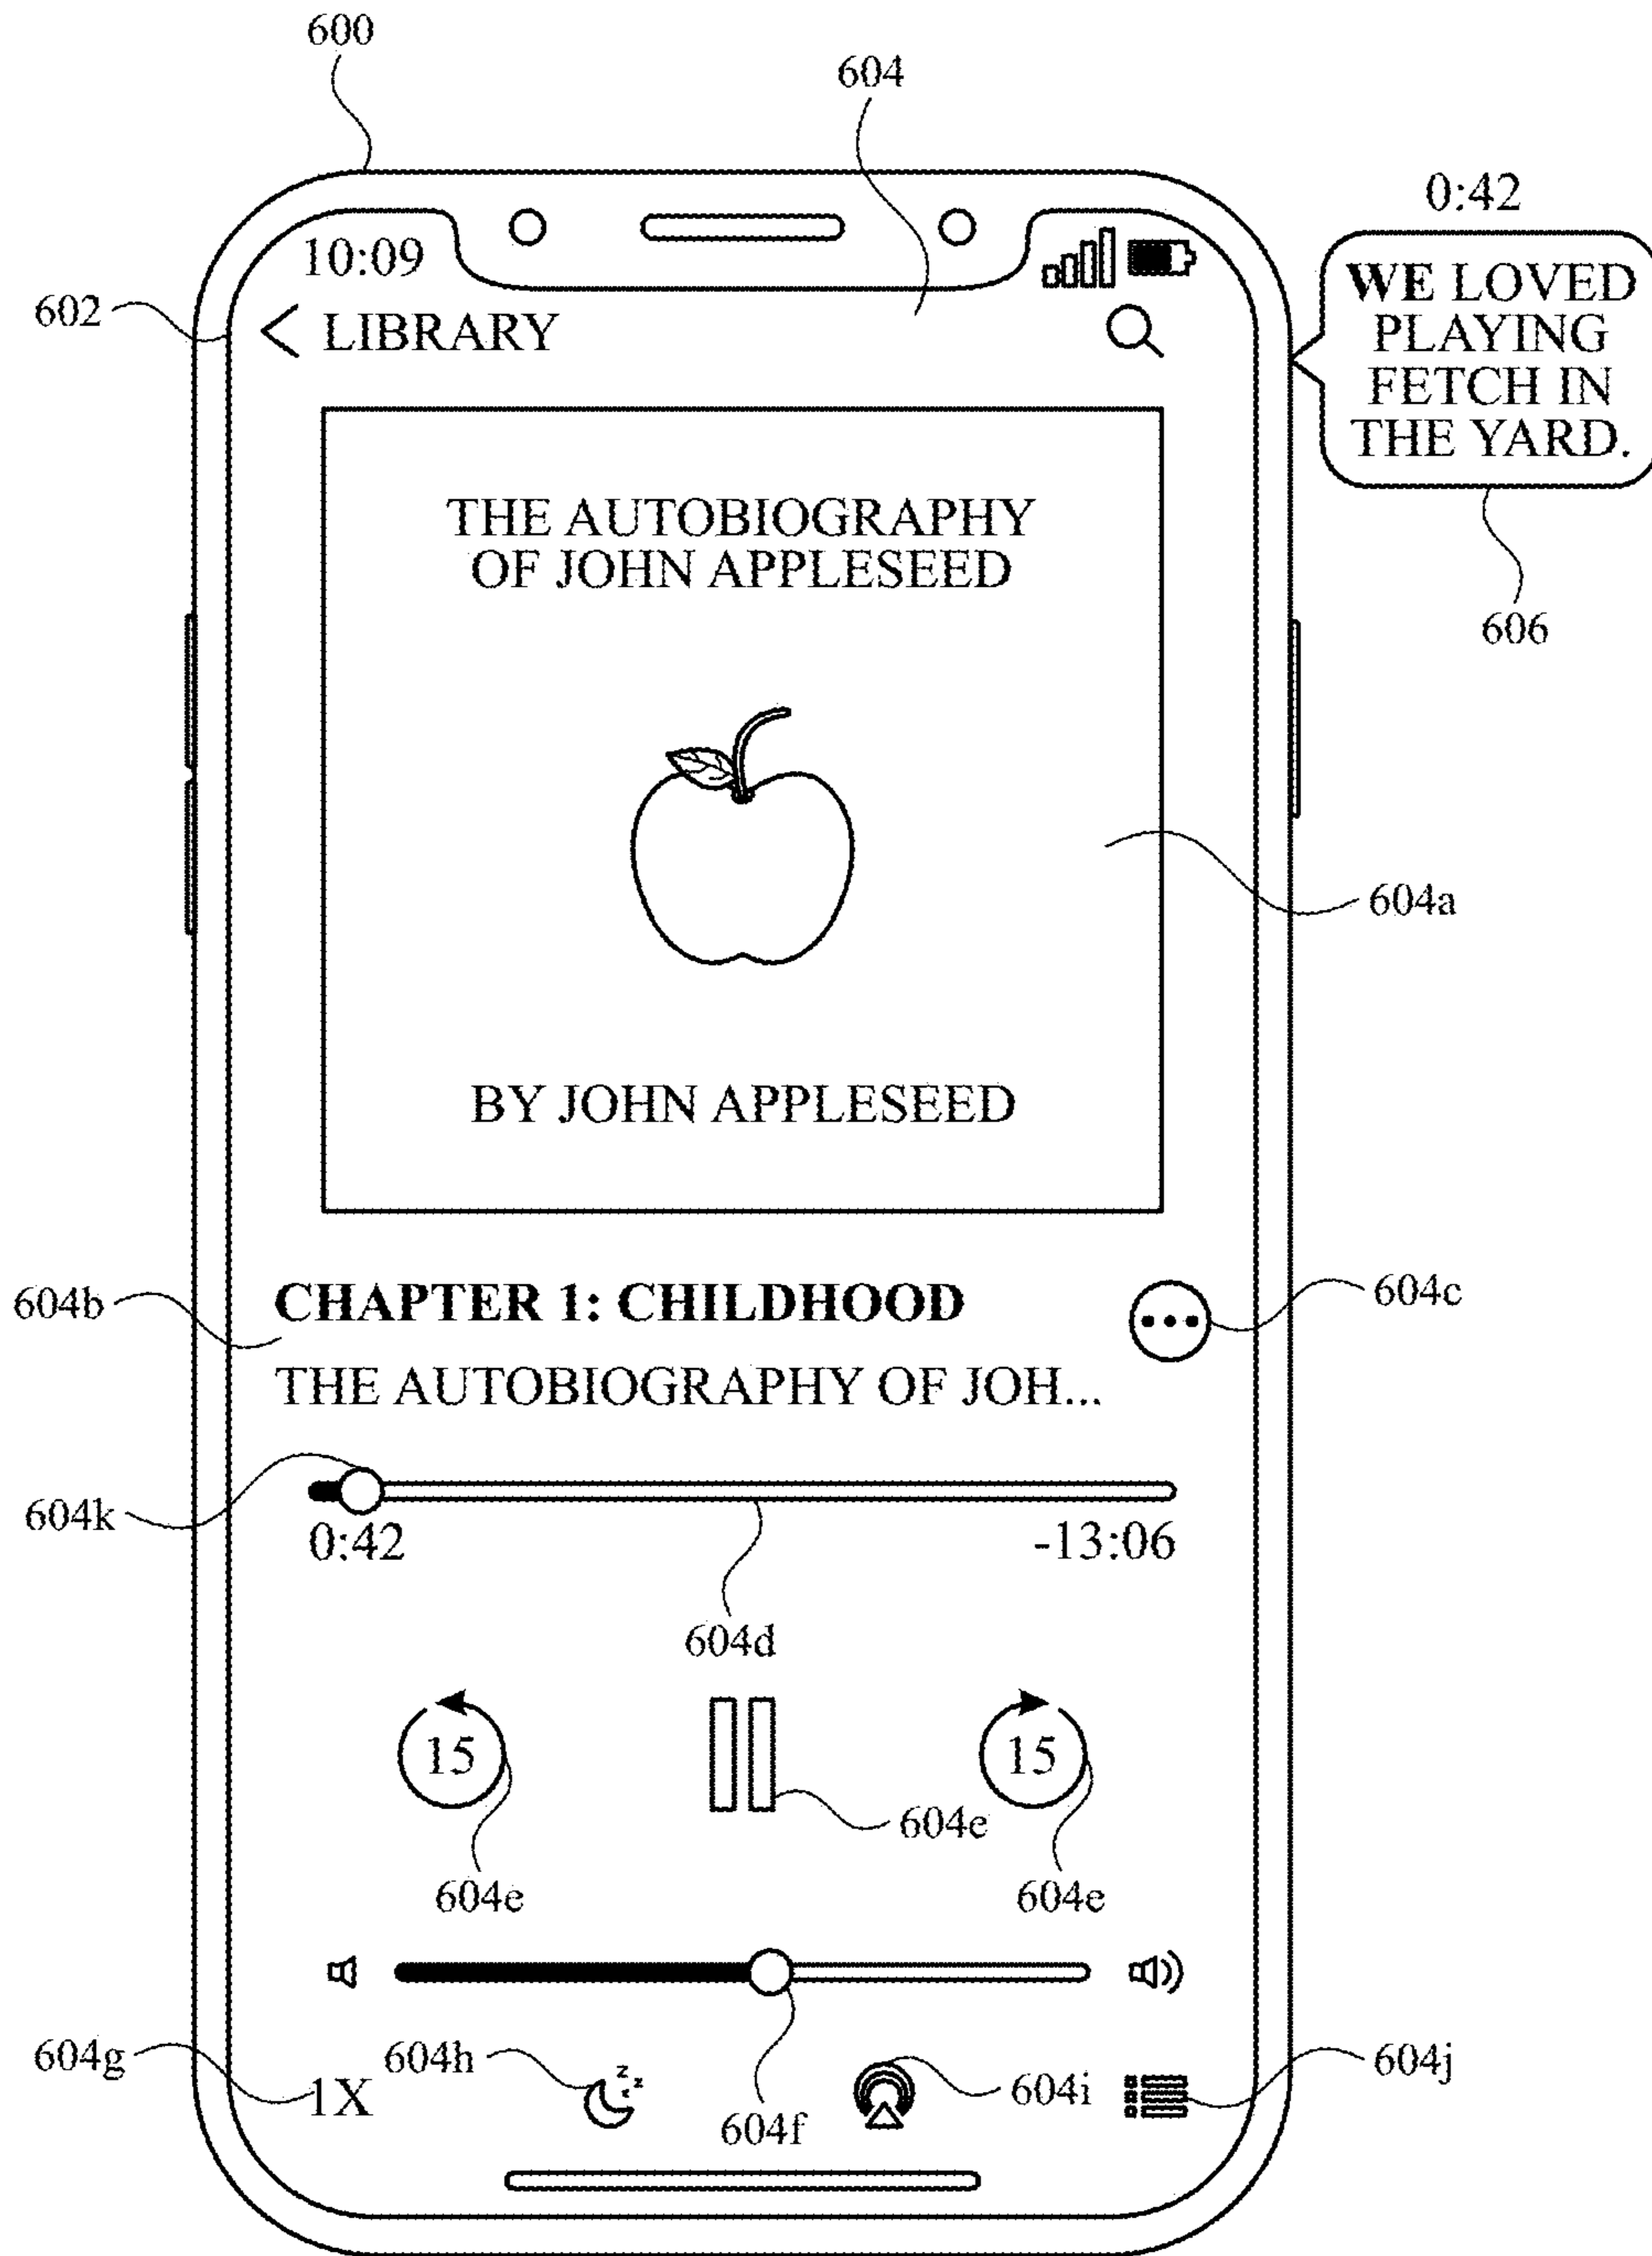 600
604
0:42
10:09
602
LIBRARY
WE LOVED
PLAYING
FETCH IN
THE YARD.
606
THE AUTOBIOGRAPHY
OF JOHN APPLESEED
604a
BY JOHN APPLESEED
604b
CHAPTER 1: CHILDHOOD
604c
THE AUTOBIOGRAPHY OF JOH...
604k
0:42
-13:06
604d
15
15
604e
604e
604e
604g
1X
604h
z z z
604f
604i
604j